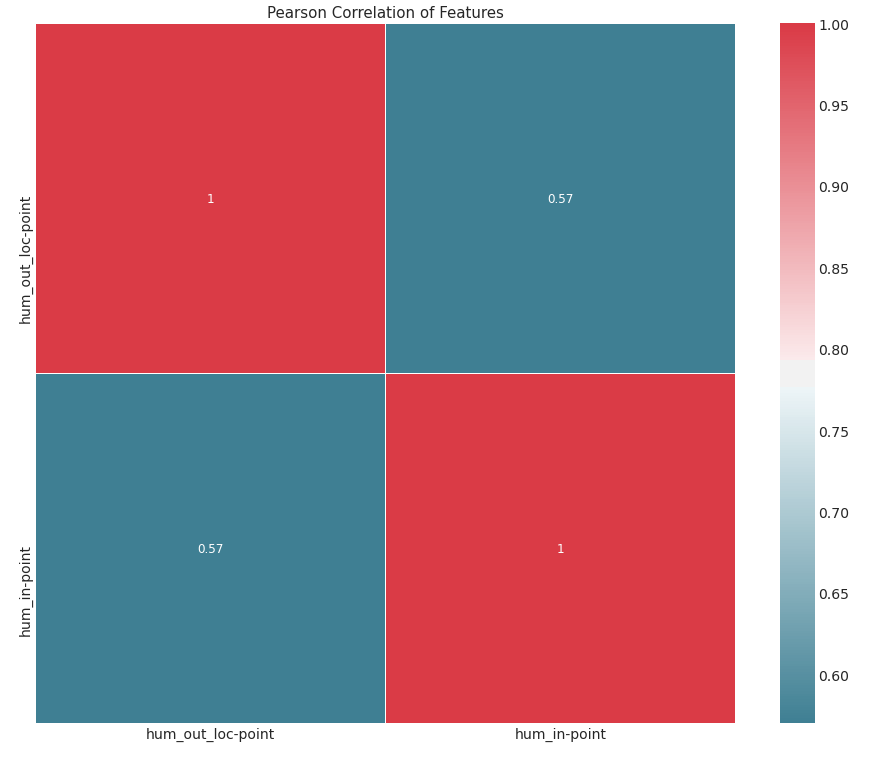 Pearson Correlation of Features
1.00
0.95
0.90
0.85
0.80
0.75
0.70
0.65
0.60
hum_out_loc-point
1
0.57
hum_in-point
0.57
1
hum_out_loc-point
hum_in-point